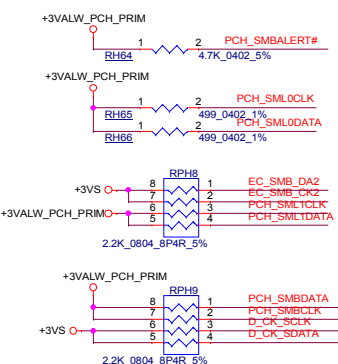 +3VALW_PCH_PRIM
1 2 PCH_SMBALERT#
RH64 4.7K_0402_5%
+3VALW_PCH_PRIM
1 2 PCH_SML0CLK
RH65 499_0402_1%
1 2 PCH_SML0DATA
RH66 499_0402_1%
RPH8
+3VS 8 1 EC_SMB_DA2
7 2 EC_SMB_CK2
+3VALW_PCH_PRIM 6 3 PCH_SML1CLK
5 4 PCH_SML1DATA
2.2K_0804_8P4R_5%
+3VALW_PCH_PRIM
RPH9
8 1 PCH_SMBDATA
7 2 PCH_SMBCLK
+3VS 6 3 D_CK_SCLK
5 4 D_CK_SDATA
2.2K_0804_8P4R_5%